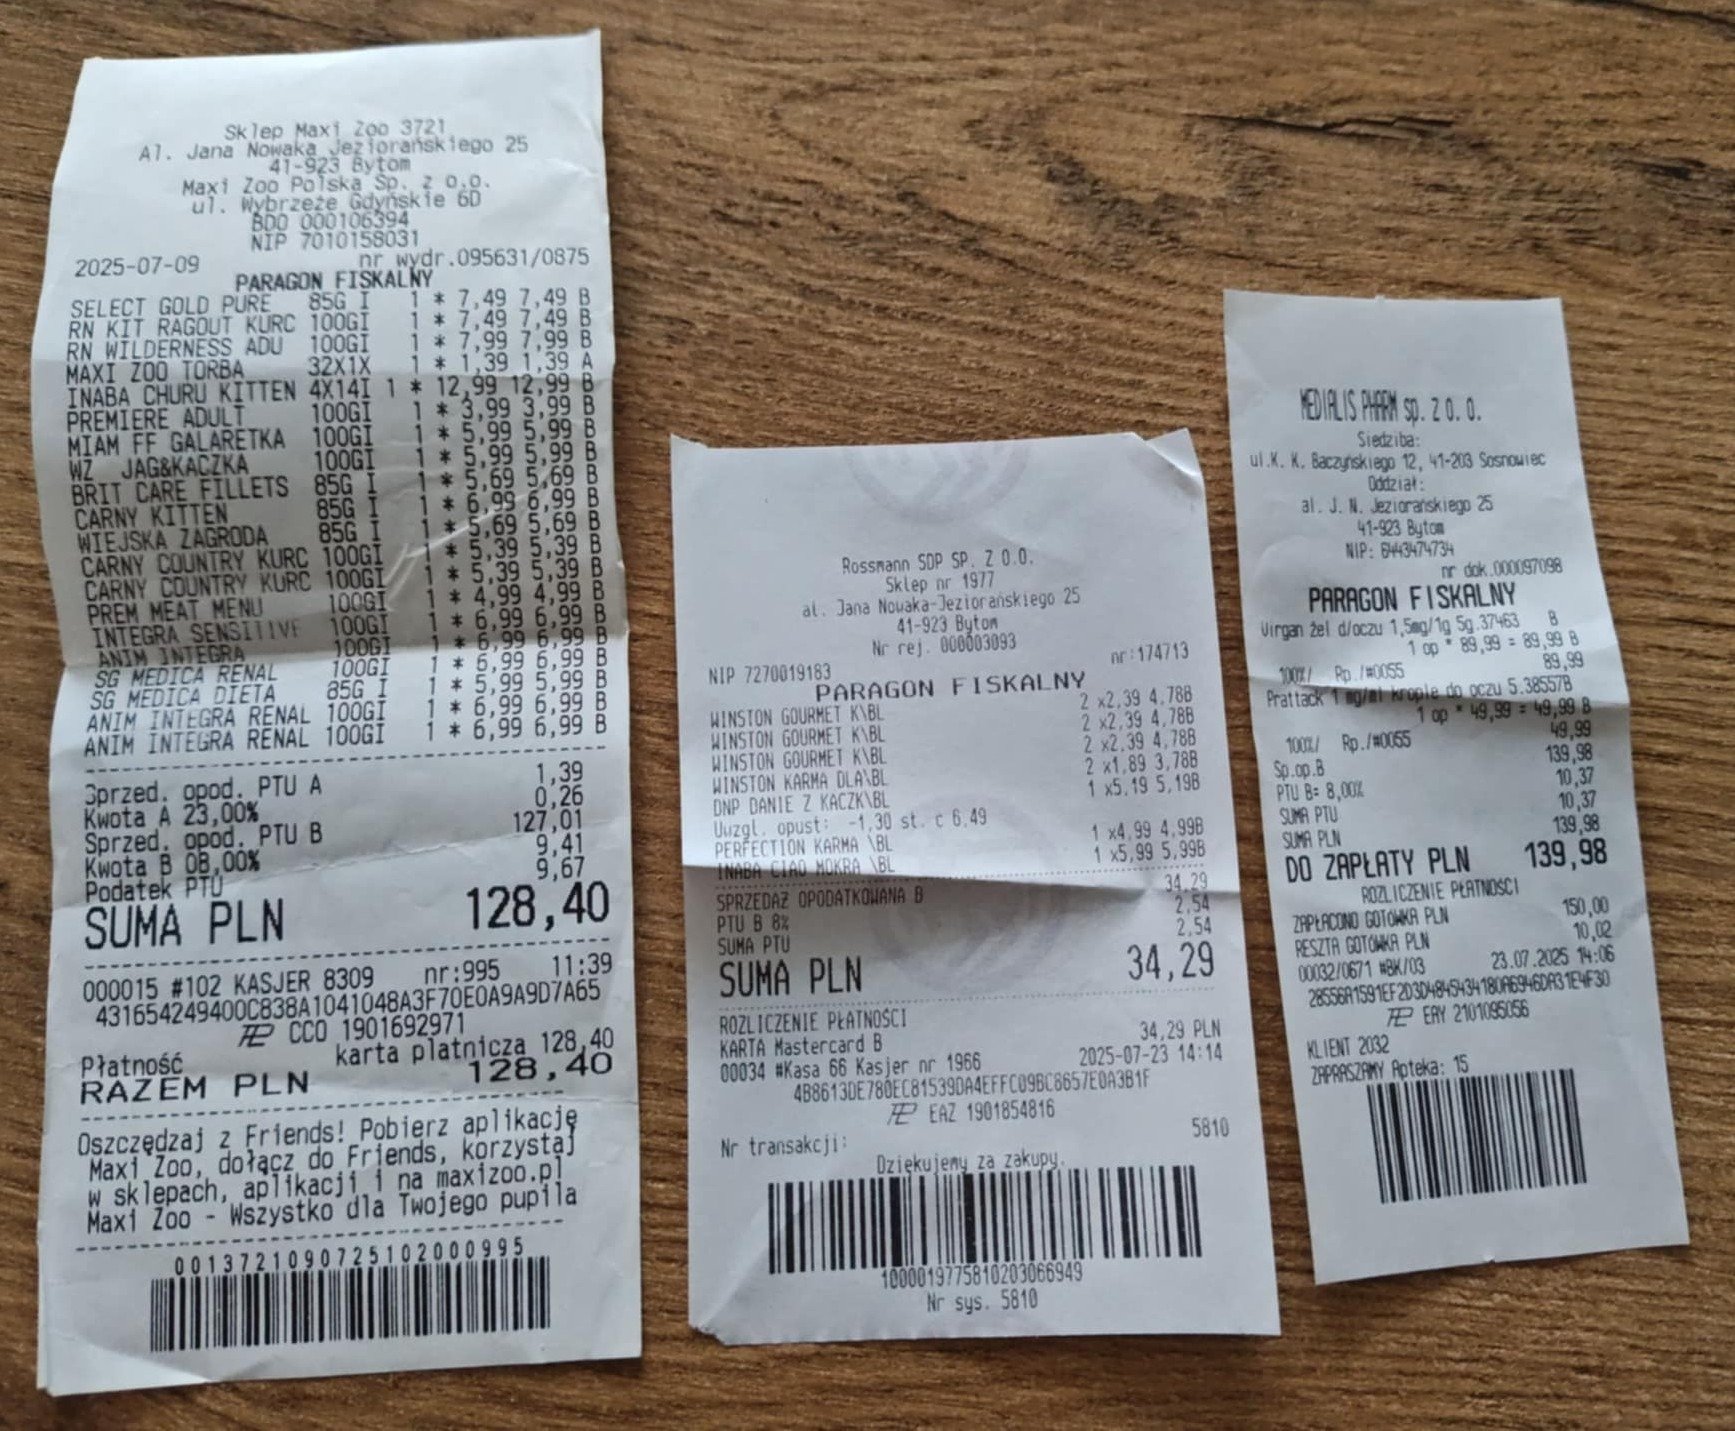 Sklep Maxi Zoo 3721
Al. Jana Nowaka Jeziorańskiego 25
41-923 Bytom
Maxi Zoo Polska Sp. z o.o.
ul. Wybrzeże Gdyńskie 6D
BDO 000106394
NIP 7010158031
2025-07-09 nr wydr.095631/0875
PARAGON FISKALNY
SELECT GOLD PURE 85G I 1 * 7,49 7,49 B
RN KIT RAGOUT KURC 100GI 1 * 7,49 7,49 B
RN WILDERNESS ADU 100GI 1 * 7,99 7,99 B
MAXI ZOO TORBA 32X1X 1 * 1,39 1,39 A
INABA CHURU KITTEN 4X14I 1 * 12,99 12,99 B
PREMIERE ADULT 100GI 1 * 3,99 3,99 B
MIAM FF GALARETKA 100GI 1 * 5,99 5,99 B
WZ JAG&KACZKA 100GI 1 * 5,99 5,99 B
BRIT CARE FILLETS 85G I 1 * 5,69 5,69 B
CARNY KITTEN 85G I 1 * 6,99 6,99 B
WIEJSKA ZAGRODA 85G I 1 * 5,69 5,69 B
CARNY COUNTRY KURC 100GI 1 * 5,39 5,39 B
CARNY COUNTRY KURC 100GI 1 * 5,39 5,39 B
PREM MEAT MENU 100GI 1 * 4,99 4,99 B
INTEGRA SENSITIVE 100GI 1 * 6,99 6,99 B
ANIM INTEGRA 100GI 1 * 6,99 6,99 B
SG MEDICA RENAL 100GI 1 * 6,99 6,99 B
SG MEDICA DIETA 85G I 1 * 5,99 5,99 B
ANIM INTEGRA RENAL 100GI 1 * 6,99 6,99 B
ANIM INTEGRA RENAL 100GI 1 * 6,99 6,99 B
Sprzed. opod. PTU A 1,39
Kwota A 23,00% 0,26
Sprzed. opod. PTU B 127,01
Kwota B 08,00% 9,41
Podatek PTU 9,67
SUMA PLN 128,40
000015 #102 KASJER 8309 nr:995 11:39
431654249400C838A1041048A3F70E0A9A9D7A65
CCO 1901692971
Płatność karta płatnicza 128,40
RAZEM PLN 128,40
Oszczędzaj z Friends! Pobierz aplikację
Maxi Zoo, dołącz do Friends, korzystaj
w sklepach, aplikacji i na maxizoo.pl
Maxi Zoo - Wszystko dla Twojego pupila
0013721090725102000995
Rossmann SDP SP. Z O.O.
Sklep nr 1977
al. Jana Nowaka-Jeziorańskiego 25
41-923 Bytom
Nr rej. 000003093
NIP 7270019183 nr:174713
PARAGON FISKALNY
WINSTON GOURMET K\BL 2 x2,39 4,78B
WINSTON GOURMET K\BL 2 x2,39 4,78B
WINSTON GOURMET K\BL 2 x2,39 4,78B
WINSTON KARMA DLA\BL 2 x1,89 3,78B
DNP DANIE Z KACZK\BL 1 x5,19 5,19B
Uwzgl. opust: -1,30 st. c 6,49
PERFECTION KARMA \BL 1 x4,99 4,99B
INABA CIAO MOKRA \BL 1 x5,99 5,99B
SPRZEDAŻ OPODATKOWANA B 34,29
PTU B 8% 2,54
SUMA PTU 2,54
SUMA PLN 34,29
ROZLICZENIE PŁATNOŚCI
KARTA Mastercard B 34,29 PLN
00034 #Kasa 66 Kasjer nr 1966 2025-07-23 14:14
4B8613DE780EC81539DA4EFFC09BC8657E0A3B1F
EAZ 1901854816
Nr transakcji: 5810
Dziękujemy za zakupy.
1000019775810203066949
Nr sys. 5810
MEDIALIS PHARM sp. z o. o.
Siedziba:
ul.K. K. Baczyńskiego 12, 41-203 Sosnowiec
Oddział:
al. J. N. Jeziorańskiego 25
41-923 Bytom
NIP: 6443474734
nr dok.000097098
PARAGON FISKALNY
Virgan żel d/oczu 1,5mg/1g 5g.37463 B
1 op * 89,99 = 89,99 B
89,99
100%/ Rp./#0055
Prattack 1 mg/ml krople do oczu 5.38557B
1 op * 49,99 = 49,99 B
49,99
100%/ Rp./#0055
Sp.op.B 139,98
PTU B= 8,00% 10,37
SUMA PTU 10,37
SUMA PLN 139,98
DO ZAPŁATY PLN 139,98
ROZLICZENIE PŁATNOŚCI
ZAPŁACONO GOTÓWKA PLN 150,00
RESZTA GOTÓWKA PLN 10,02
00032/0671 #BK/03 23.07.2025 14:06
28556A1591EF2D3D4845434180A6946DA31E4F30
EAY 2101095056
KLIENT 2032
ZAPRASZAMY Apteka: 15